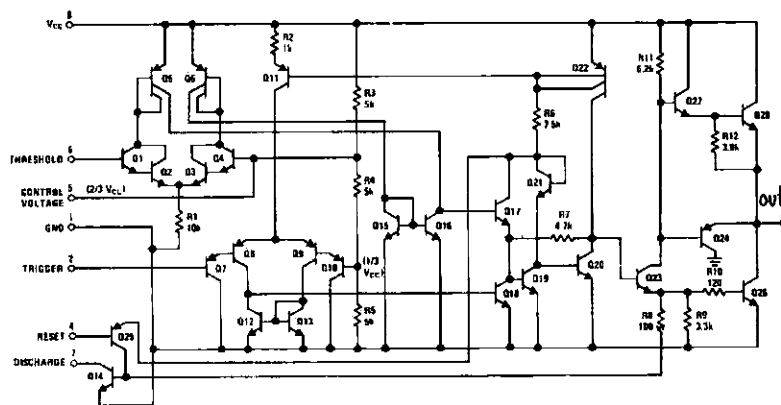 VCC 8
R2 1k
R3 5k
R11 6.2k
Q5
Q6
Q11
Q22
Q27
Q28
R6 7.5k
R12 3.9k
THRESHOLD 6
Q1
Q2
Q3
Q4
R4 5k
Q21
CONTROL VOLTAGE 5
(2/3 VCC)
R1 10k
Q15
Q16
Q17
R7 4.7k
OUT
GND 1
TRIGGER 2
Q7
Q8
Q9
Q10
(1/3 VCC)
Q18
Q19
Q20
Q23
Q24
R10 120
Q26
RESET 4
Q25
Q12
Q13
R5 5k
R8 100
R9 3.3k
DISCHARGE 7
Q14